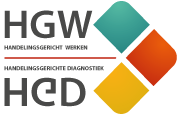 HGW
HANDELINGSGERICHT WERKEN
HANDELINGSGERICHTE DIAGNOSTIEK
HGD